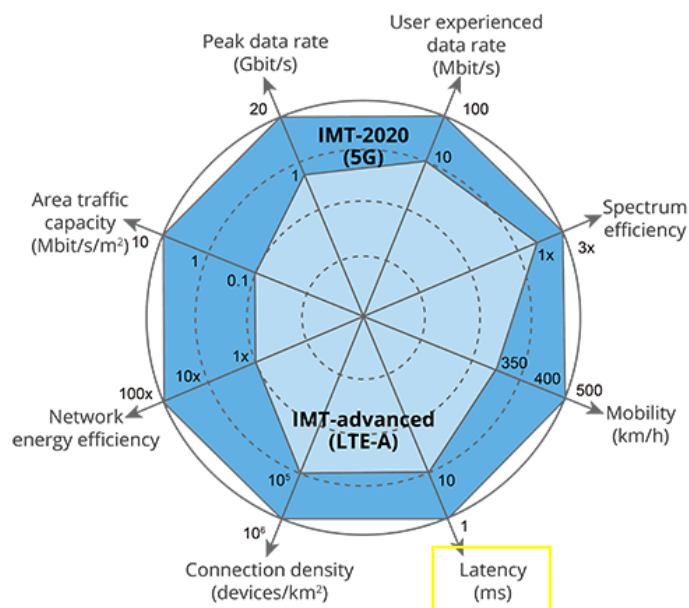 Peak data rate
(Gbit/s)
User experienced
data rate
(Mbit/s)
20
100
IMT-2020
(5G)
1
10
Area traffic
capacity
(Mbit/s/m²)
Spectrum
efficiency
10
1
0.1
1x
3x
1x
10x
100x
350
400
500
Network
energy efficiency
Mobility
(km/h)
IMT-advanced
(LTE-A)
10⁵
10
10⁶
1
Connection density
(devices/km²)
Latency
(ms)